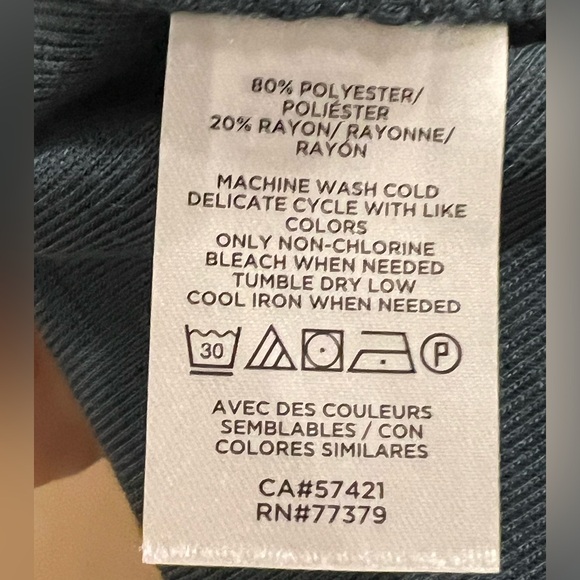 80% POLYESTER/
POLIÉSTER
20% RAYON/ RAYONNE/
RAYÓN
MACHINE WASH COLD
DELICATE CYCLE WITH LIKE
COLORS
ONLY NON-CHLORINE
BLEACH WHEN NEEDED
TUMBLE DRY LOW
COOL IRON WHEN NEEDED
30 P
AVEC DES COULEURS
SEMBLABLES / CON
COLORES SIMILARES
CA#57421
RN#77379